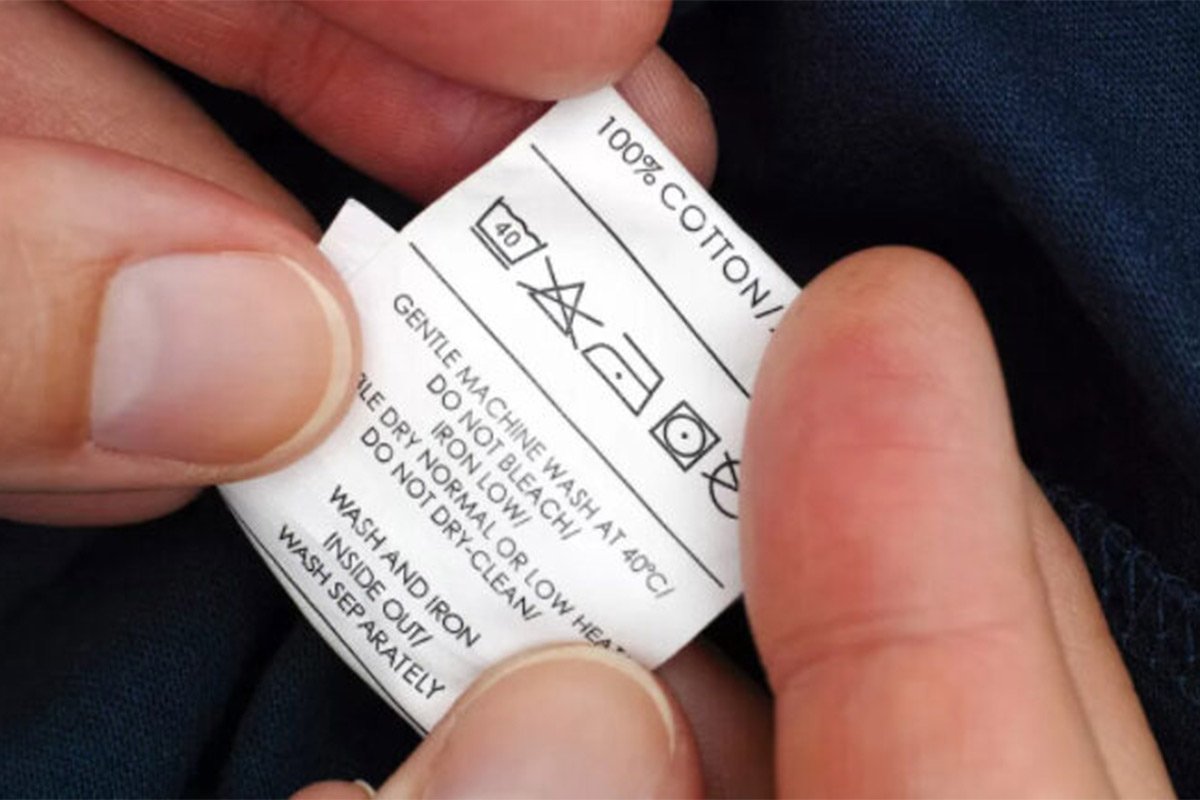 100% COTTON/
40
GENTLE MACHINE WASH AT 40°C/
DO NOT BLEACH/
IRON LOW/
DRY NORMAL OR LOW
DO NOT DRY-CLEAN/
WASH AND IRON
INSIDE OUT/
WASH SEPARATELY